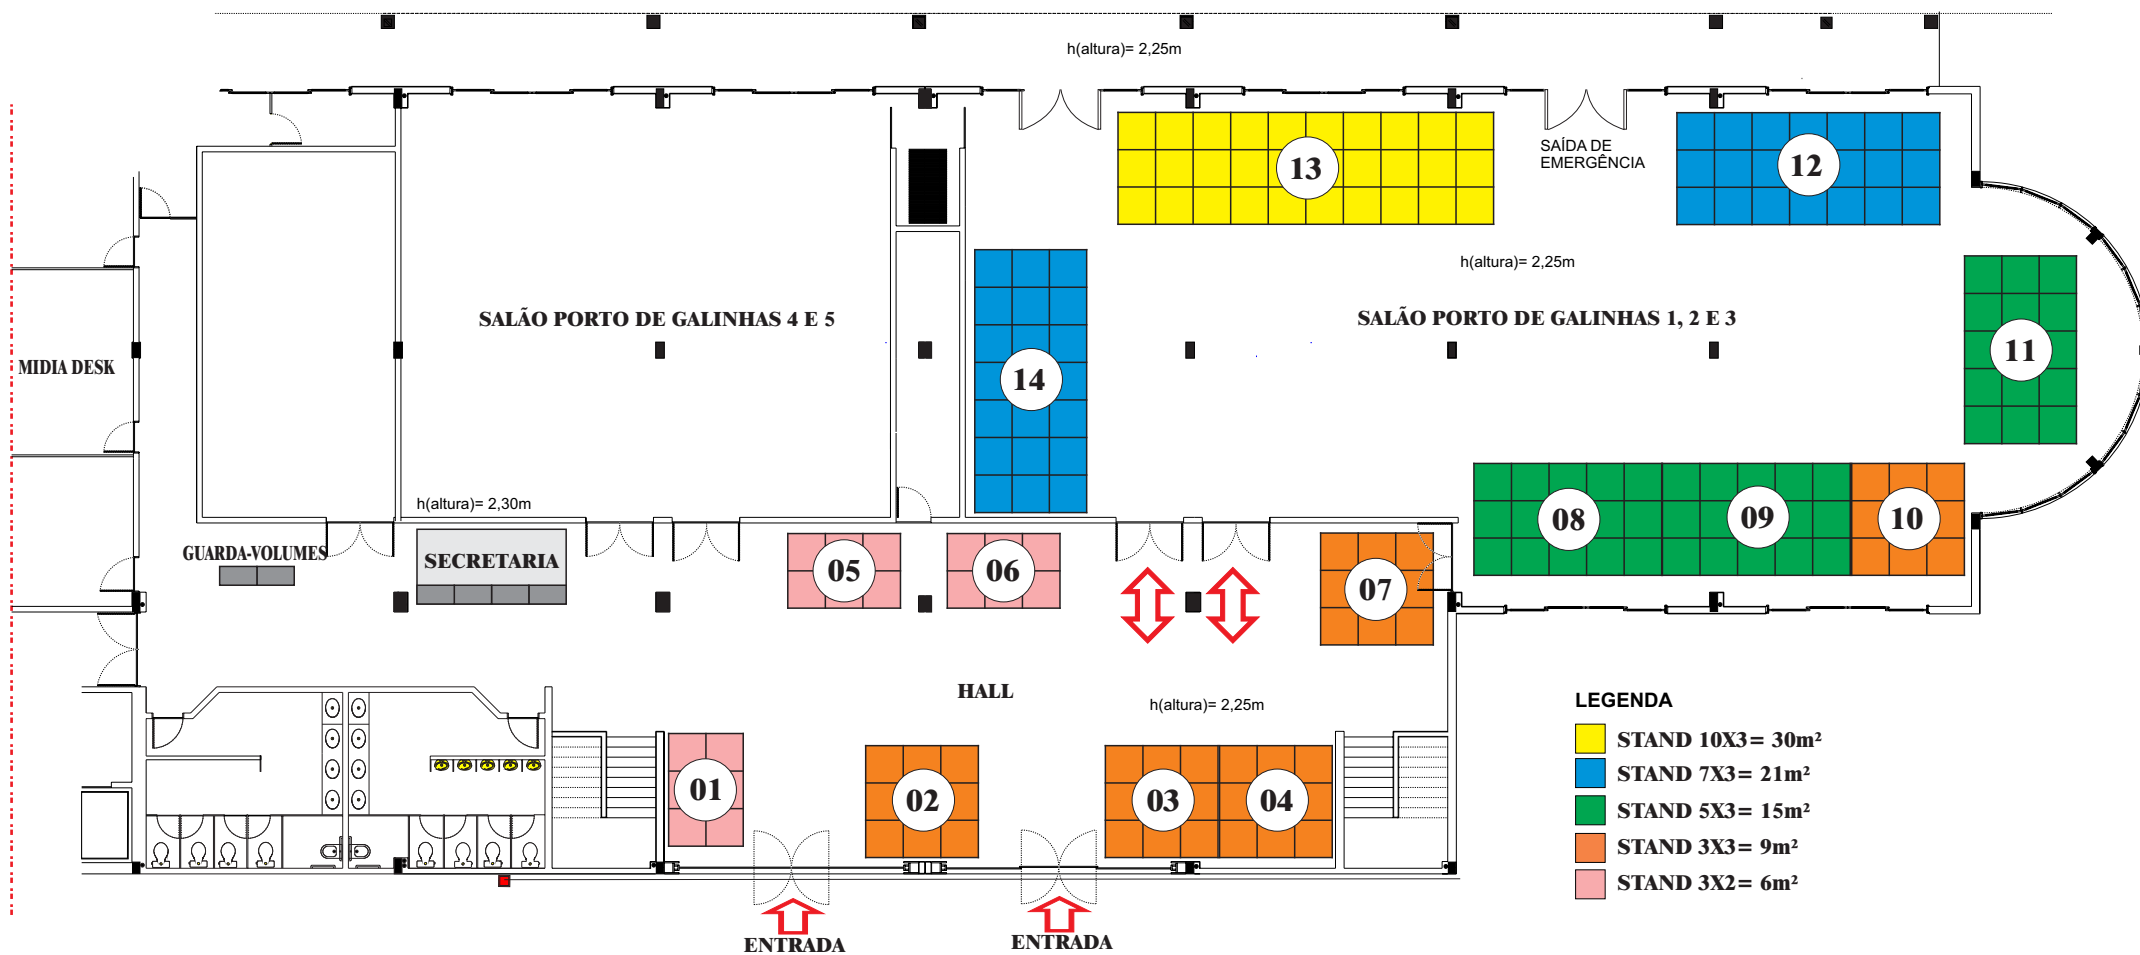 h(altura)= 2,25m
SAÍDA DE
EMERGÊNCIA
13
12
h(altura)= 2,25m
SALÃO PORTO DE GALINHAS 4 E 5
SALÃO PORTO DE GALINHAS 1, 2 E 3
MIDIA DESK
14
11
h(altura)= 2,30m
GUARDA-VOLUMES
SECRETARIA
05
06
07
08
09
10
HALL
h(altura)= 2,25m
01
02
03
04
ENTRADA
ENTRADA
LEGENDA
STAND 10X3= 30m²
STAND 7X3= 21m²
STAND 5X3= 15m²
STAND 3X3= 9m²
STAND 3X2= 6m²